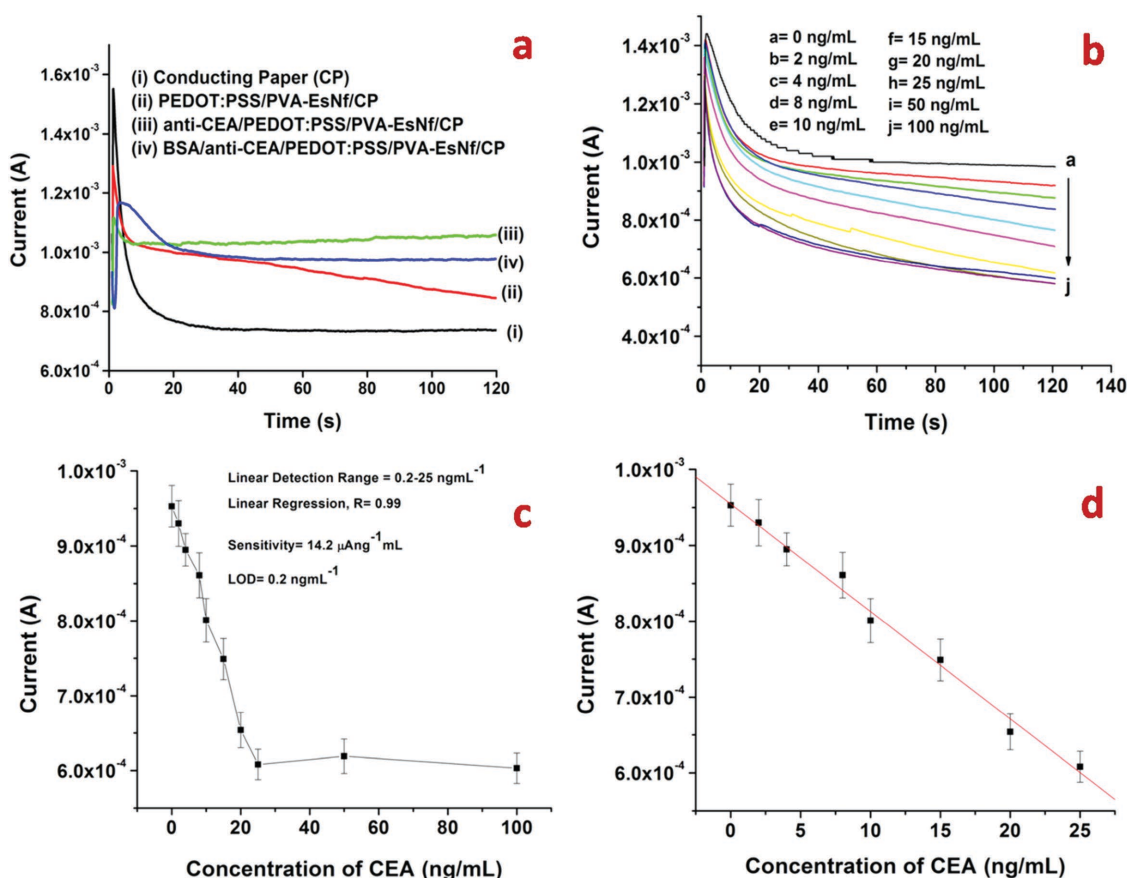 a
1.6x10⁻³
1.4x10⁻³
1.2x10⁻³
1.0x10⁻³
8.0x10⁻⁴
6.0x10⁻⁴
Current (A)
(i) Conducting Paper (CP)
(ii) PEDOT:PSS/PVA-EsNf/CP
(iii) anti-CEA/PEDOT:PSS/PVA-EsNf/CP
(iv) BSA/anti-CEA/PEDOT:PSS/PVA-EsNf/CP
(iii)
(iv)
(ii)
(i)
0 20 40 60 80 100 120
Time (s)
b
1.4x10⁻³
1.2x10⁻³
1.0x10⁻³
8.0x10⁻⁴
6.0x10⁻⁴
4.0x10⁻⁴
Current (A)
a= 0 ng/mL f= 15 ng/mL
b= 2 ng/mL g= 20 ng/mL
c= 4 ng/mL h= 25 ng/mL
d= 8 ng/mL i= 50 ng/mL
e= 10 ng/mL j= 100 ng/mL
a
j
0 20 40 60 80 100 120 140
Time (s)
c
1.0x10⁻³
9.0x10⁻⁴
8.0x10⁻⁴
7.0x10⁻⁴
6.0x10⁻⁴
Current (A)
Linear Detection Range = 0.2-25 ngmL⁻¹
Linear Regression, R= 0.99
Sensitivity= 14.2 μAng⁻¹mL
LOD= 0.2 ngmL⁻¹
0 20 40 60 80 100
Concentration of CEA (ng/mL)
d
1.0x10⁻³
9.0x10⁻⁴
8.0x10⁻⁴
7.0x10⁻⁴
6.0x10⁻⁴
Current (A)
0 5 10 15 20 25
Concentration of CEA (ng/mL)